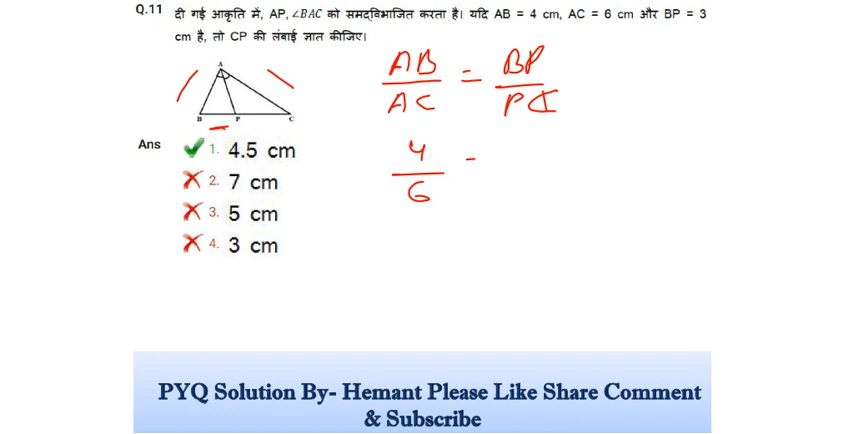 Q.11 दी गई आकृति में, AP, ∠BAC को समद्विभाजित करता है। यदि AB = 4 cm, AC = 6 cm और BP = 3
cm है, तो CP की लंबाई ज्ञात कीजिए।
A
B P C
AB/AC = BP/PC
4/6 =
Ans 1. 4.5 cm
2. 7 cm
3. 5 cm
4. 3 cm
PYQ Solution By- Hemant Please Like Share Comment
& Subscribe